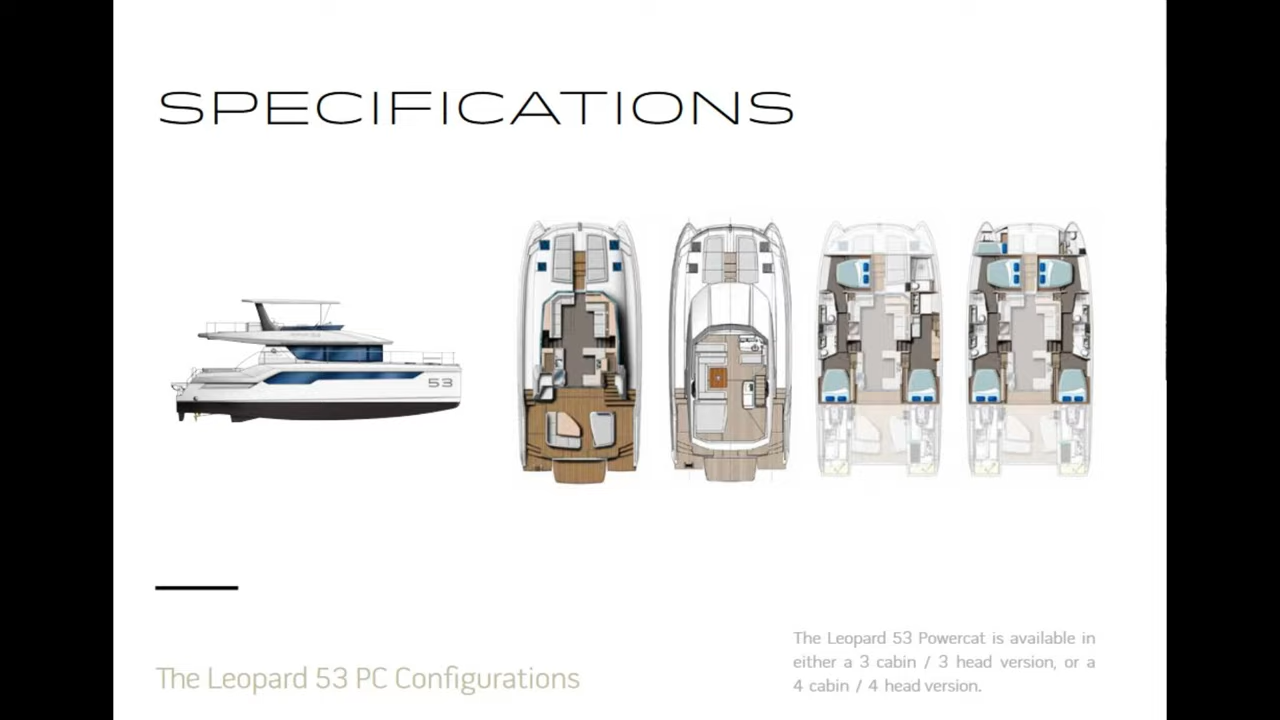 SPECIFICATIONS
53
The Leopard 53 PC Configurations
The Leopard 53 Powercat is available in
either a 3 cabin / 3 head version, or a
4 cabin / 4 head version.